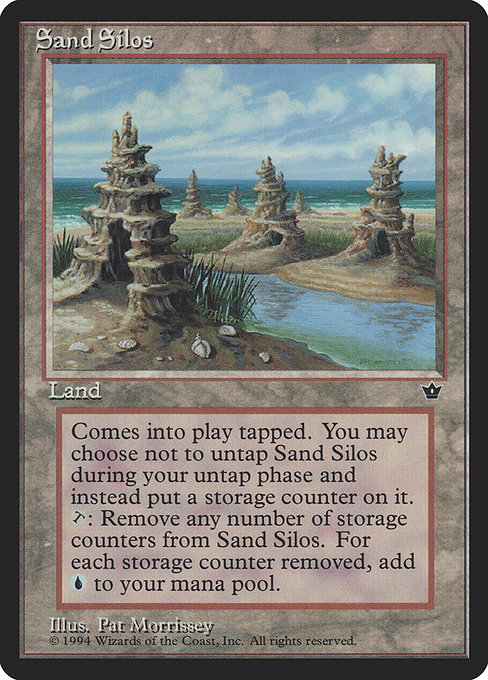 Sand Silos
Land
Comes into play tapped. You may
choose not to untap Sand Silos
during your untap phase and
instead put a storage counter on it.
: Remove any number of storage
counters from Sand Silos. For
each storage counter removed, add
to your mana pool.
Illus. Pat Morrissey
© 1994 Wizards of the Coast, Inc. All rights reserved.